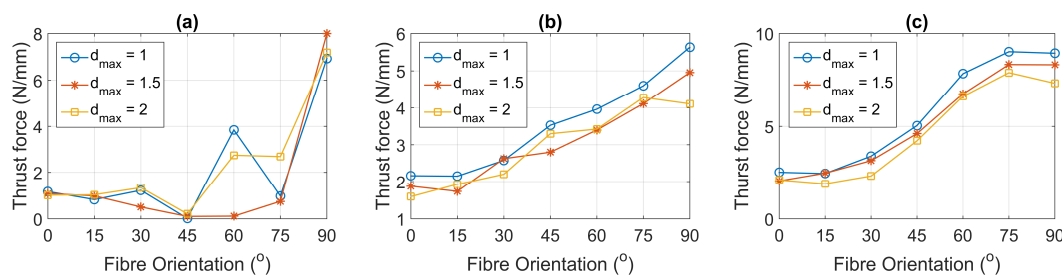 (a)
Thrust force (N/mm)
8
6
4
2
0
d_max = 1
d_max = 1.5
d_max = 2
0 15 30 45 60 75 90
Fibre Orientation (°)
(b)
Thrust force (N/mm)
6
5
4
3
2
1
d_max = 1
d_max = 1.5
d_max = 2
0 15 30 45 60 75 90
Fibre Orientation (°)
(c)
Thurst force (N/mm)
10
5
0
d_max = 1
d_max = 1.5
d_max = 2
0 15 30 45 60 75 90
Fibre Orientation (°)